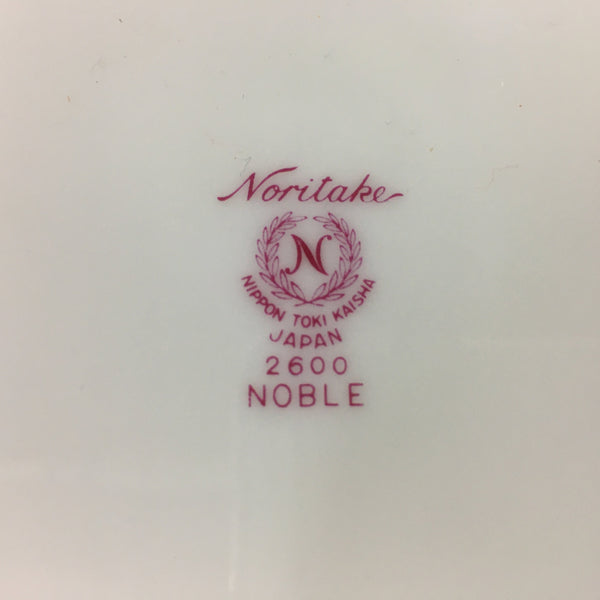 Noritake
N
NIPPON TOKI KAISHA
JAPAN
2600
NOBLE